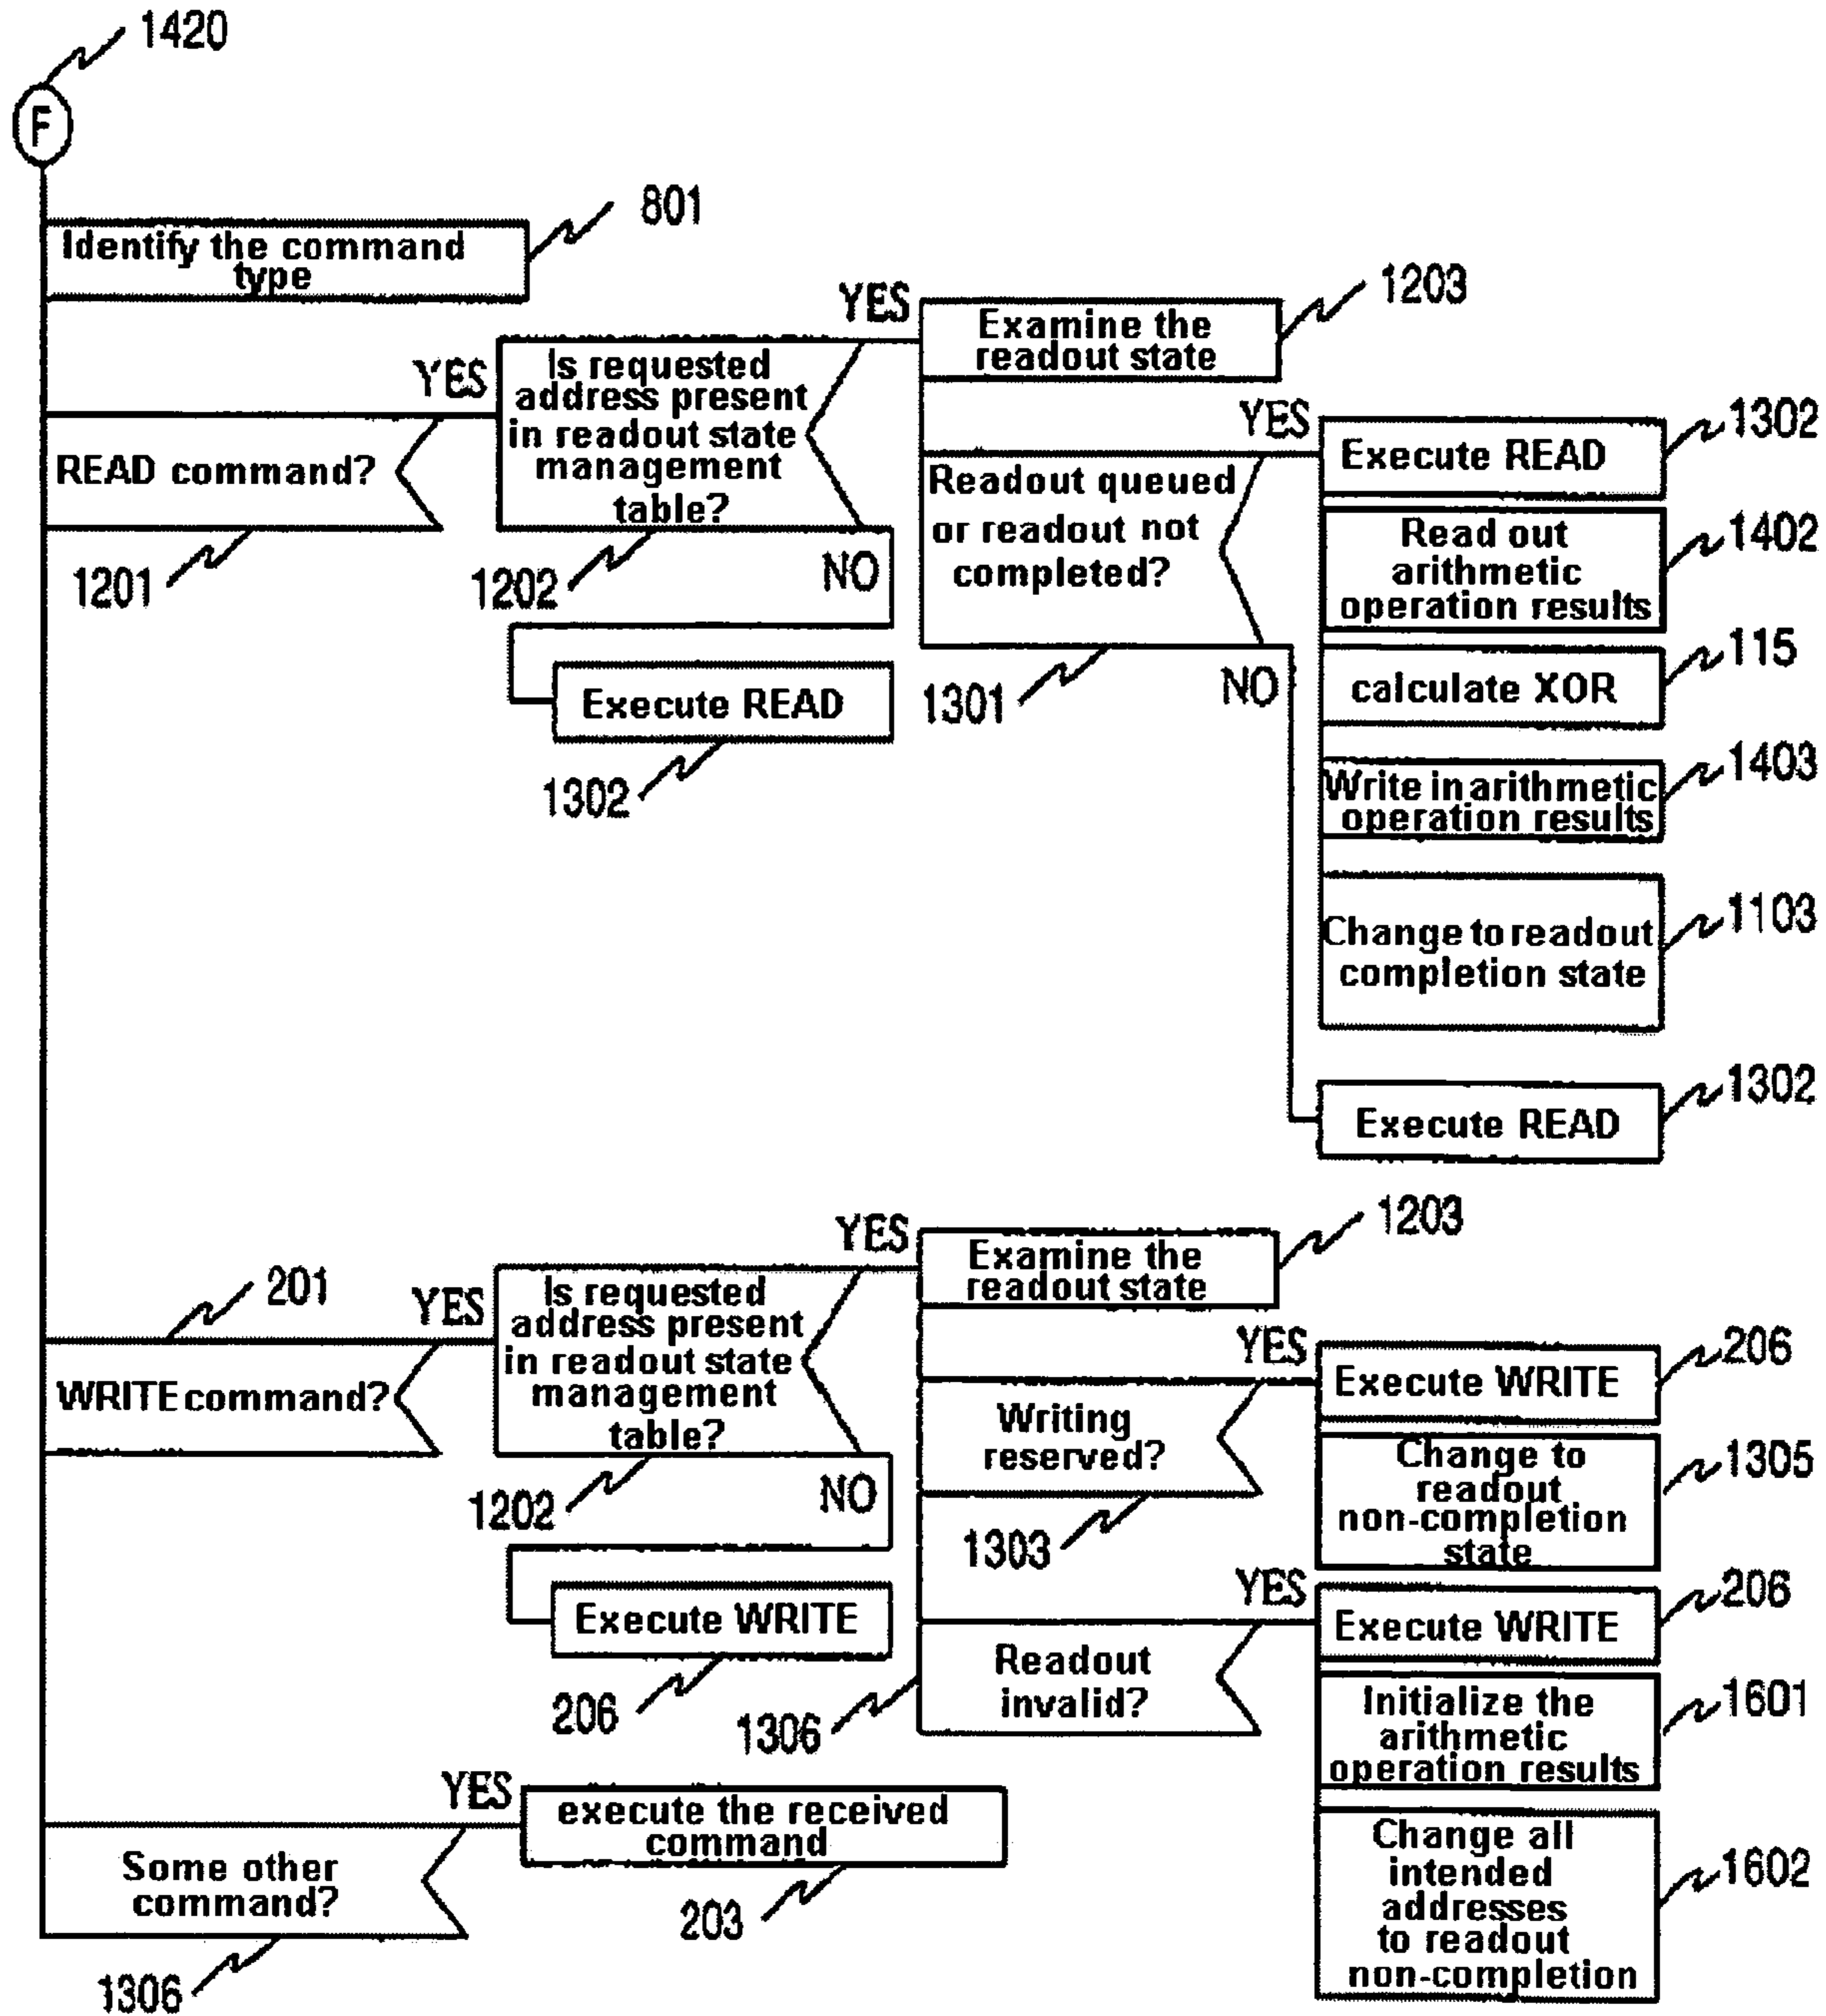 1420
F
801
Identify the command
type
YES
1203
Examine the
readout state
YES
Is requested
address present
in readout state
management
table?
READ command?
YES
1302
Execute READ
Readout queued
or readout not
completed?
1402
Read out
arithmetic
operation results
1201
1202
NO
115
calculate XOR
1301
NO
Execute READ
1302
1403
Write in arithmetic
operation results
1103
Change to readout
completion state
1302
Execute READ
YES
1203
Examine the
readout state
201
YES
Is requested
address present
in readout state
management
table?
WRITE command?
YES
206
Execute WRITE
Writing
reserved?
1305
Change to
readout
non-completion
state
1202
NO
1303
YES
206
Execute WRITE
Execute WRITE
206
Readout
invalid?
1306
1601
Initialize the
arithmetic
operation results
YES
execute the received
command
203
Some other
command?
1306
1602
Change all
intended
addresses
to readout
non-completion